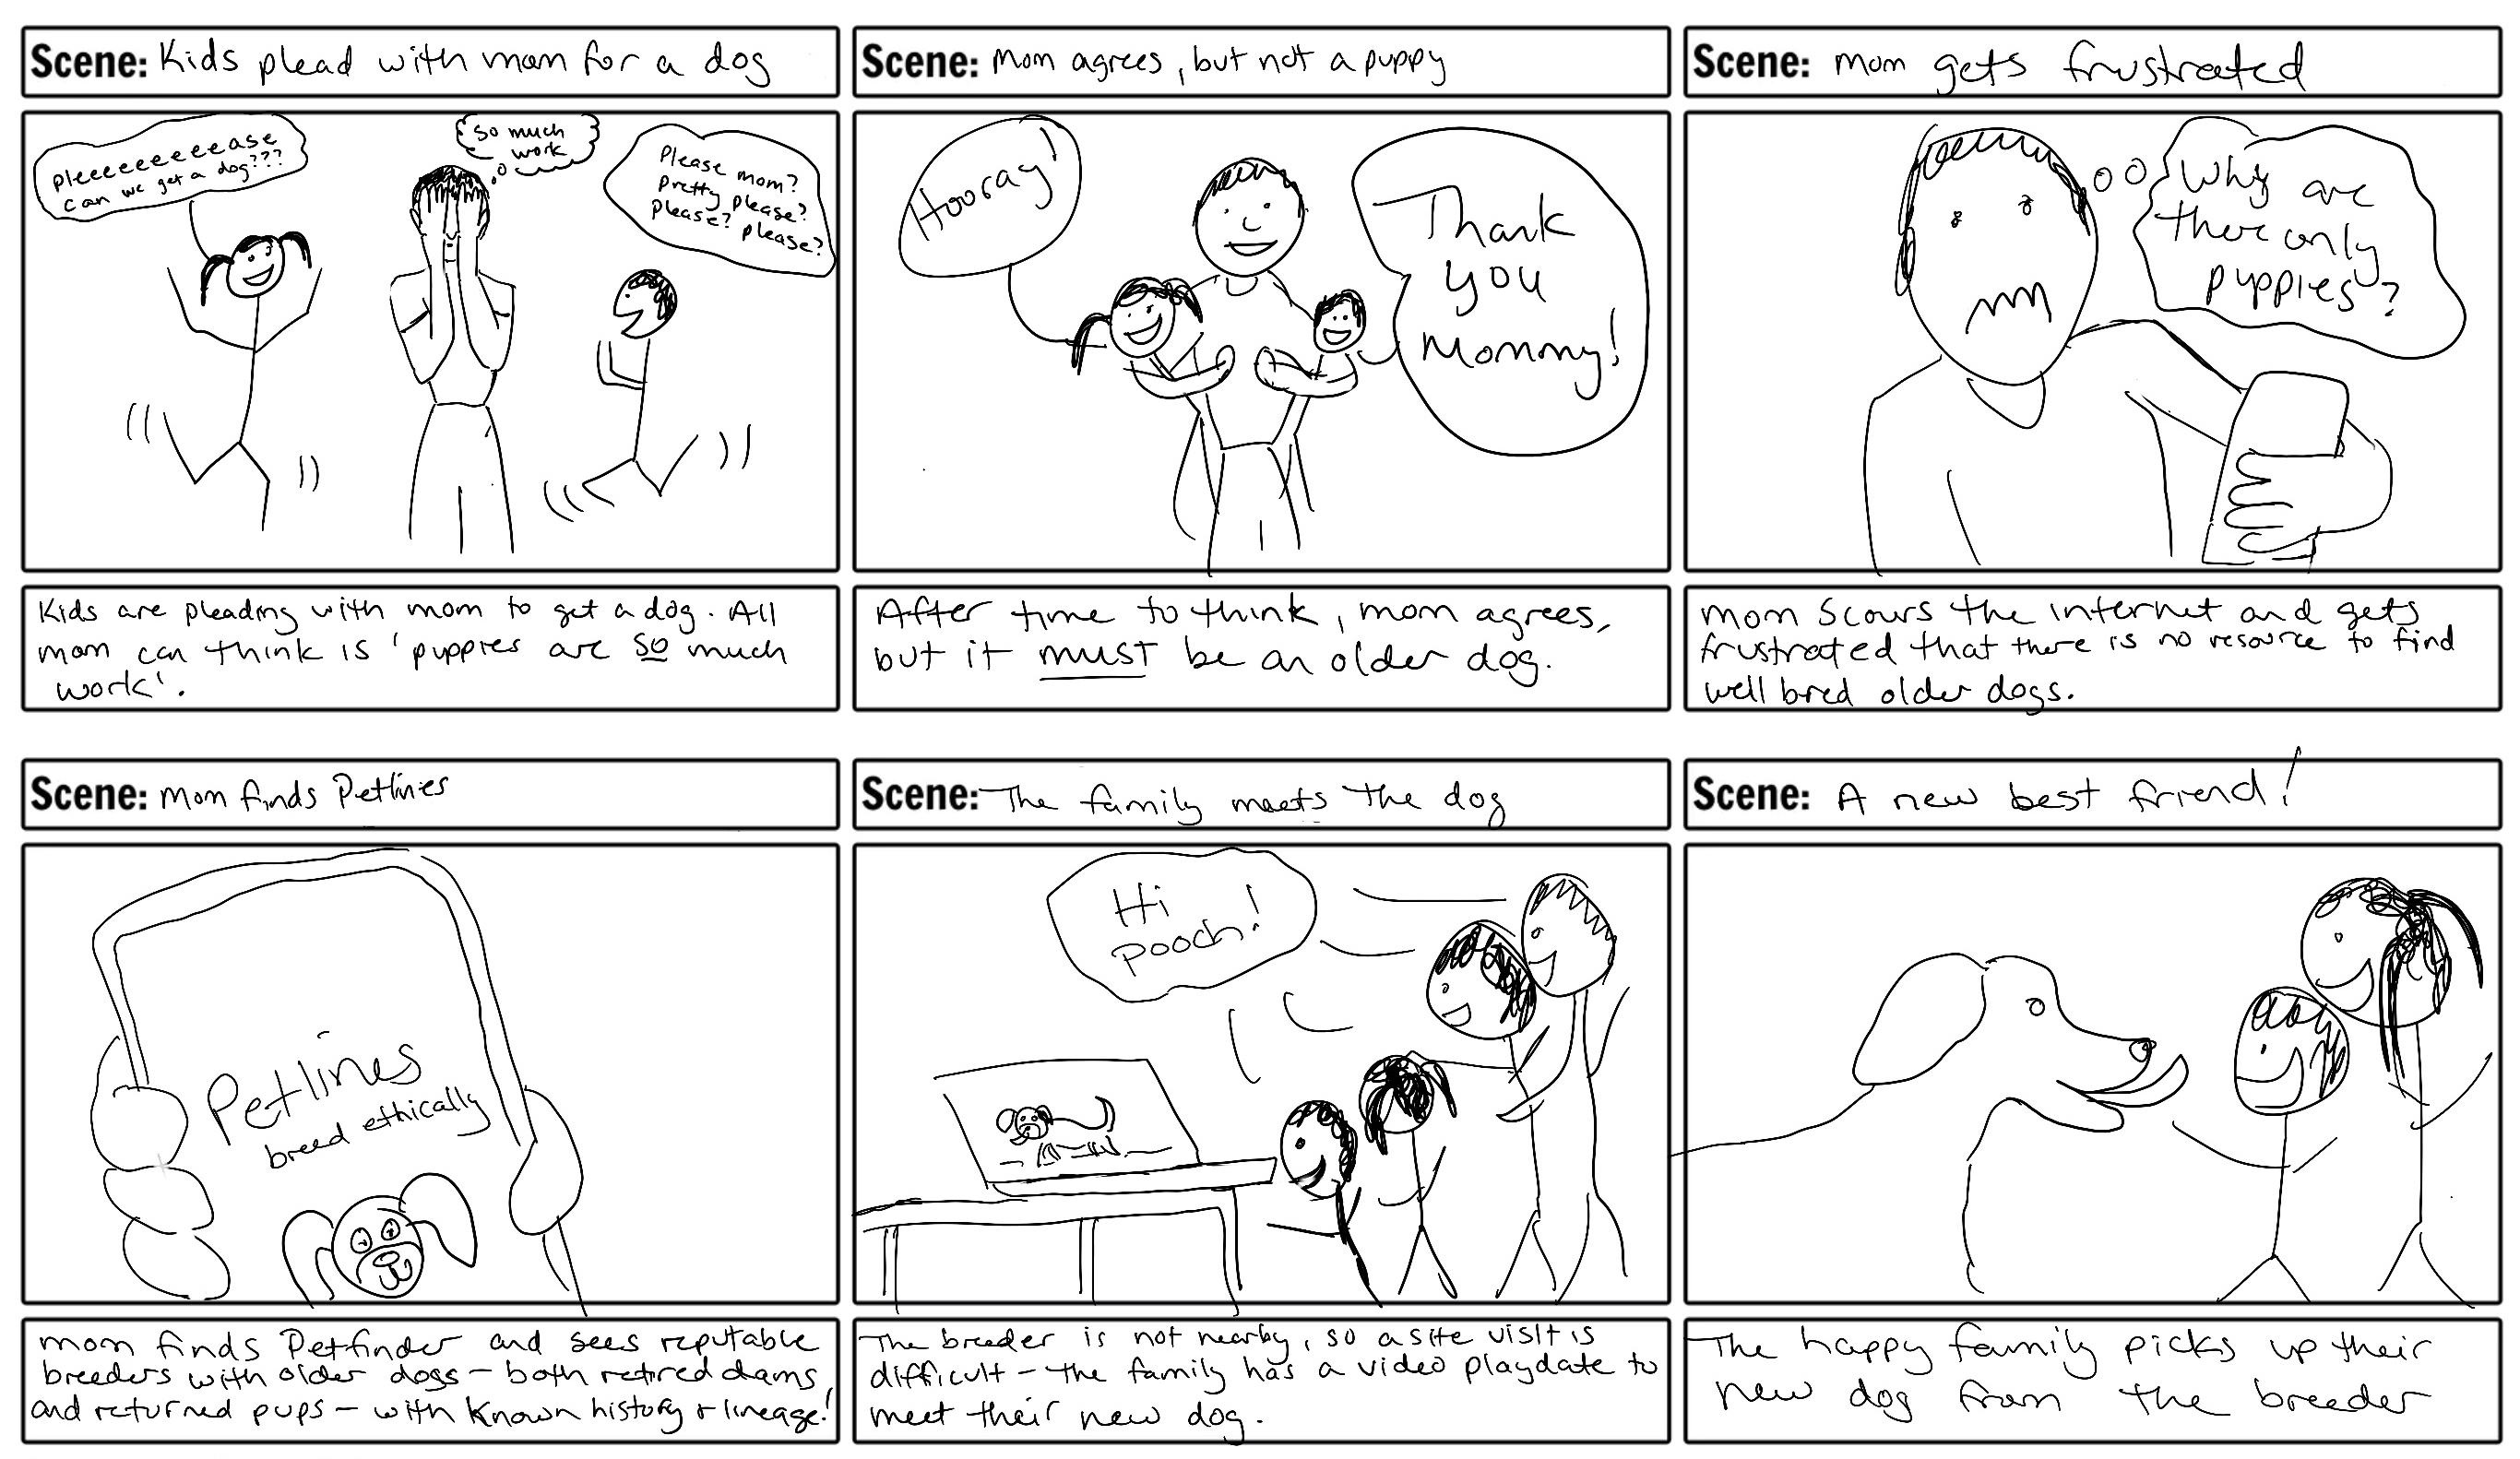 Scene: Kids plead with mom for a dog
pleeeeeeeease
can we get a dog???
so much
work
Please mom?
Pretty please?
Please? please?
Kids are pleading with mom to get a dog. All
mom can think is 'puppies are so much
work'.
Scene: Mom agrees, but not a puppy
Hooray!
Thank
you
Mommy!
After time to think, mom agrees,
but it must be an older dog.
Scene: mom gets frustrated
Why are
there only
puppies?
mom scours the internet and gets
frustrated that there is no resource to find
well bred older dogs.
Scene: mom finds Petlines
Petlines
breed ethically
mom finds Petfinder and sees reputable
breeders with older dogs - both retired dams
and returned pups - with known history & lineage!
Scene: The family meets the dog
Hi
pooch!
The breeder is not nearby, so a site visit is
difficult - the family has a video playdate to
meet their new dog.
Scene: A new best friend!
The happy family picks up their
new dog from the breeder